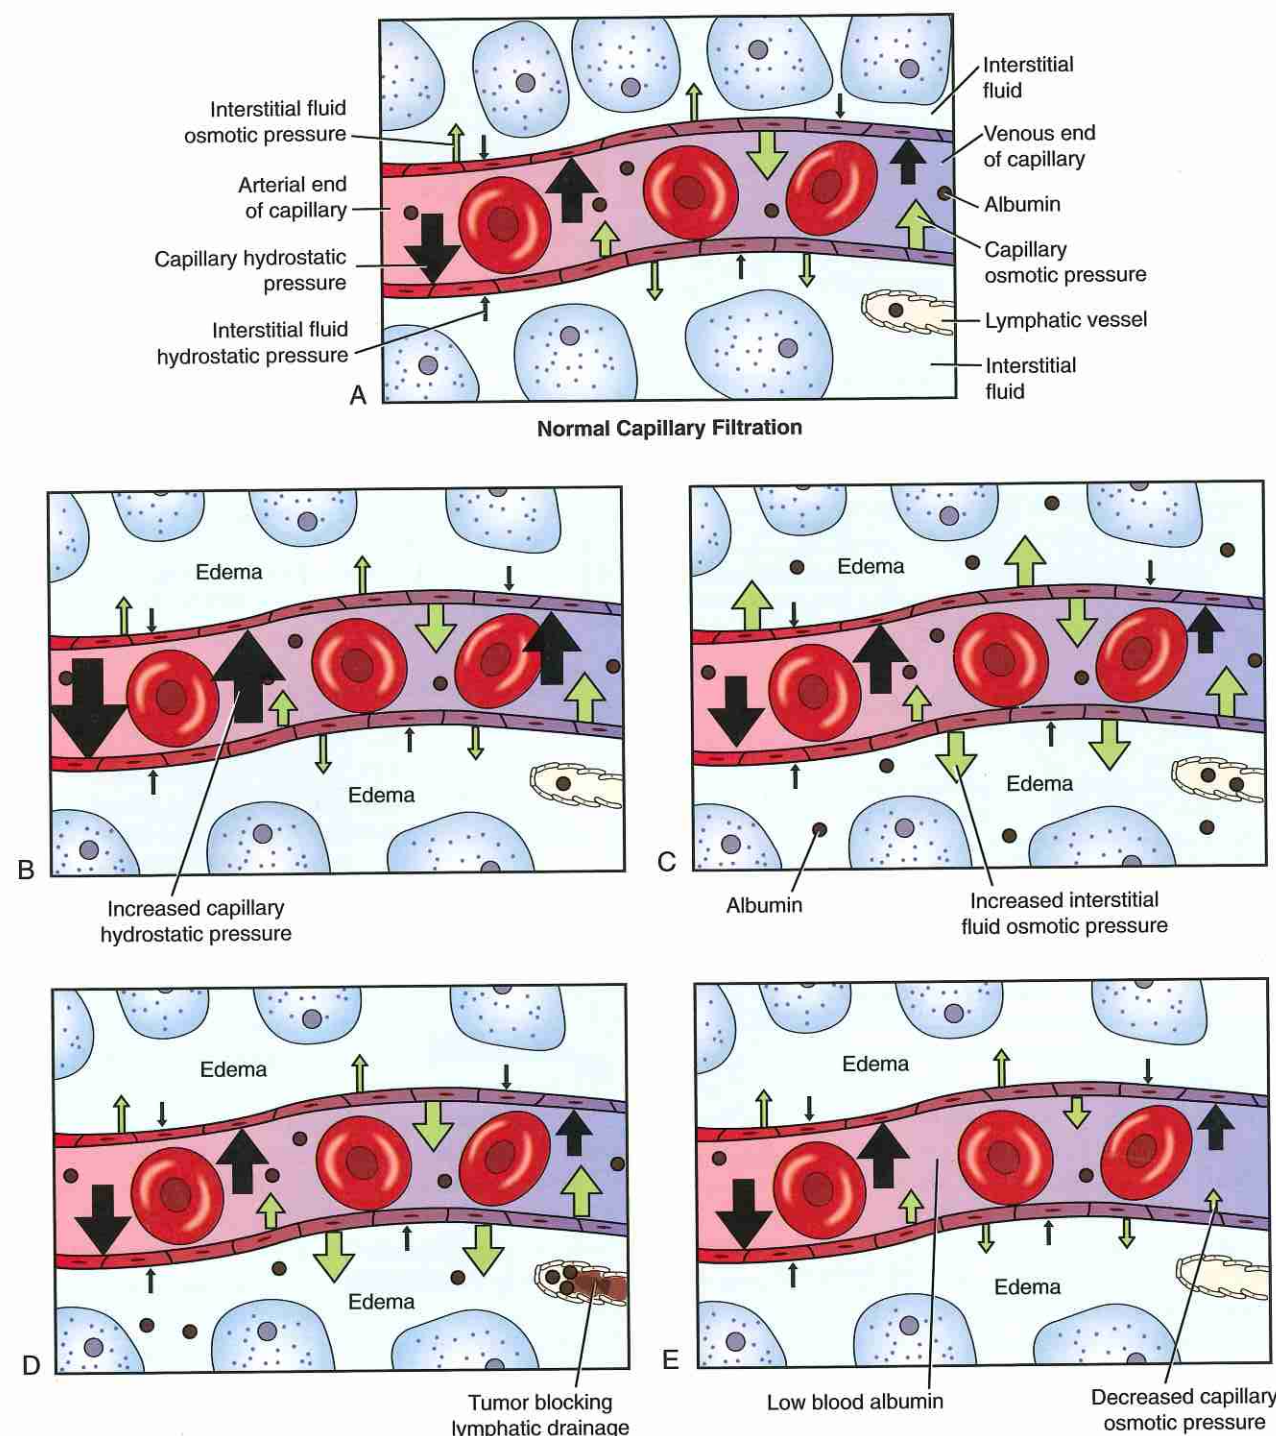 Interstitial fluid
osmotic pressure
Arterial end
of capillary
Capillary hydrostatic
pressure
Interstitial fluid
hydrostatic pressure
Interstitial
fluid
Venous end
of capillary
Albumin
Capillary
osmotic pressure
Lymphatic vessel
Interstitial
fluid
A
Normal Capillary Filtration
Edema
Edema
B
Increased capillary
hydrostatic pressure
Edema
Edema
C
Albumin
Increased interstitial
fluid osmotic pressure
Edema
Edema
D
Tumor blocking
lymphatic drainage
Edema
Edema
E
Low blood albumin
Decreased capillary
osmotic pressure